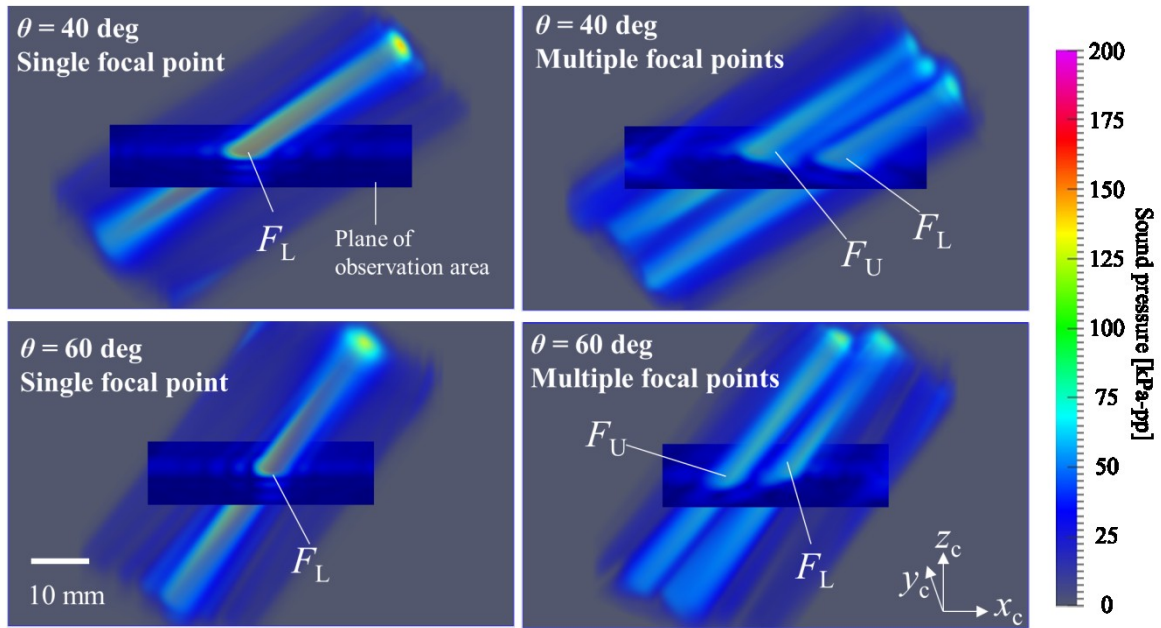 θ = 40 deg
Single focal point
F_L
Plane of
observation area
θ = 40 deg
Multiple focal points
F_U
F_L
θ = 60 deg
Single focal point
F_L
10 mm
θ = 60 deg
Multiple focal points
F_U
F_L
z_c
y_c
x_c
200
175
150
125
100
75
50
25
0
Sound pressure [kPa-pp]